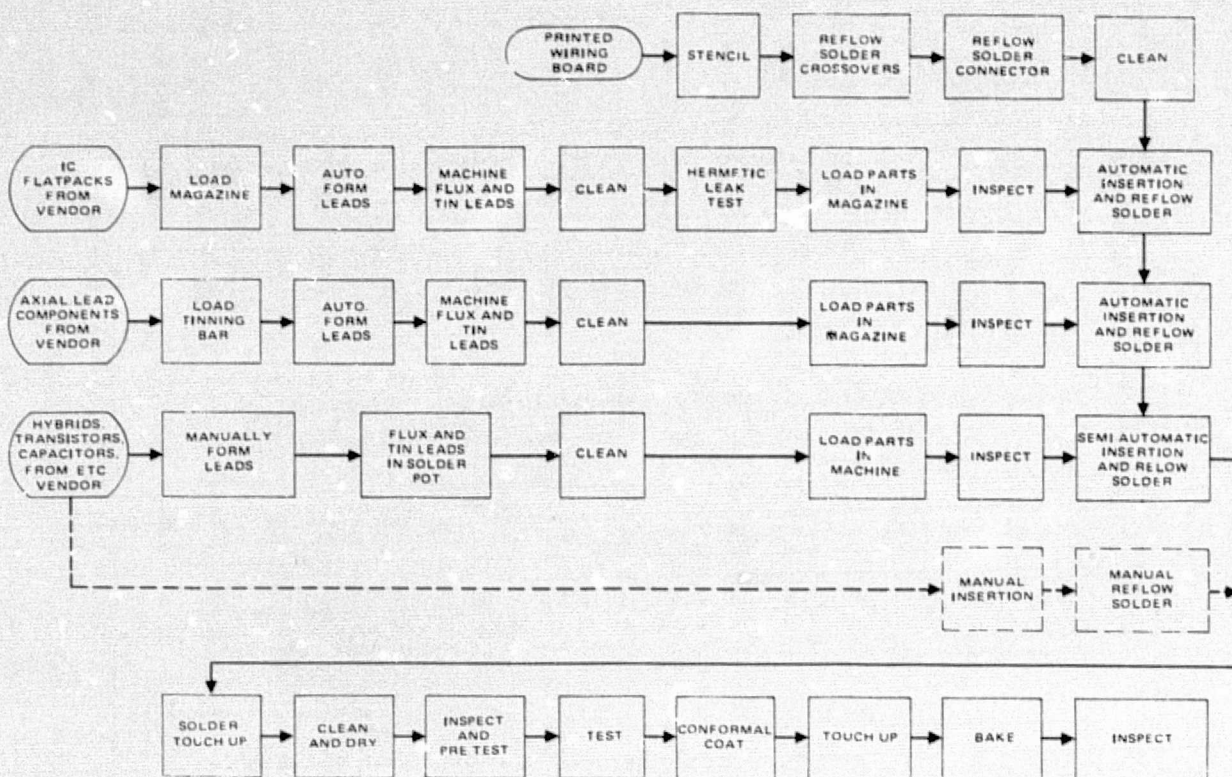 PRINTED
WIRING
BOARD
STENCIL
REFLOW
SOLDER
CROSSOVERS
REFLOW
SOLDER
CONNECTOR
CLEAN
IC
FLATPACKS
FROM
VENDOR
LOAD
MAGAZINE
AUTO.
FORM
LEADS
MACHINE
FLUX AND
TIN LEADS
CLEAN
HERMETIC
LEAK
TEST
LOAD PARTS
IN
MAGAZINE
INSPECT
AUTOMATIC
INSERTION
AND REFLOW
SOLDER
AXIAL LEAD
COMPONENTS
FROM
VENDOR
LOAD
TINNING
BAR
AUTO.
FORM
LEADS
MACHINE
FLUX AND
TIN
LEADS
CLEAN
LOAD PARTS
IN
MAGAZINE
INSPECT
AUTOMATIC
INSERTION
AND REFLOW
SOLDER
HYBRIDS,
TRANSISTORS,
CAPACITORS,
FROM ETC
VENDOR
MANUALLY
FORM
LEADS
FLUX AND
TIN LEADS
IN SOLDER
POT
CLEAN
LOAD PARTS
IN
MACHINE
INSPECT
SEMI AUTOMATIC
INSERTION
AND RELOW
SOLDER
MANUAL
INSERTION
MANUAL
REFLOW
SOLDER
SOLDER
TOUCH UP
CLEAN
AND DRY
INSPECT
AND
PRE TEST
TEST
CONFORMAL
COAT
TOUCH UP
BAKE
INSPECT